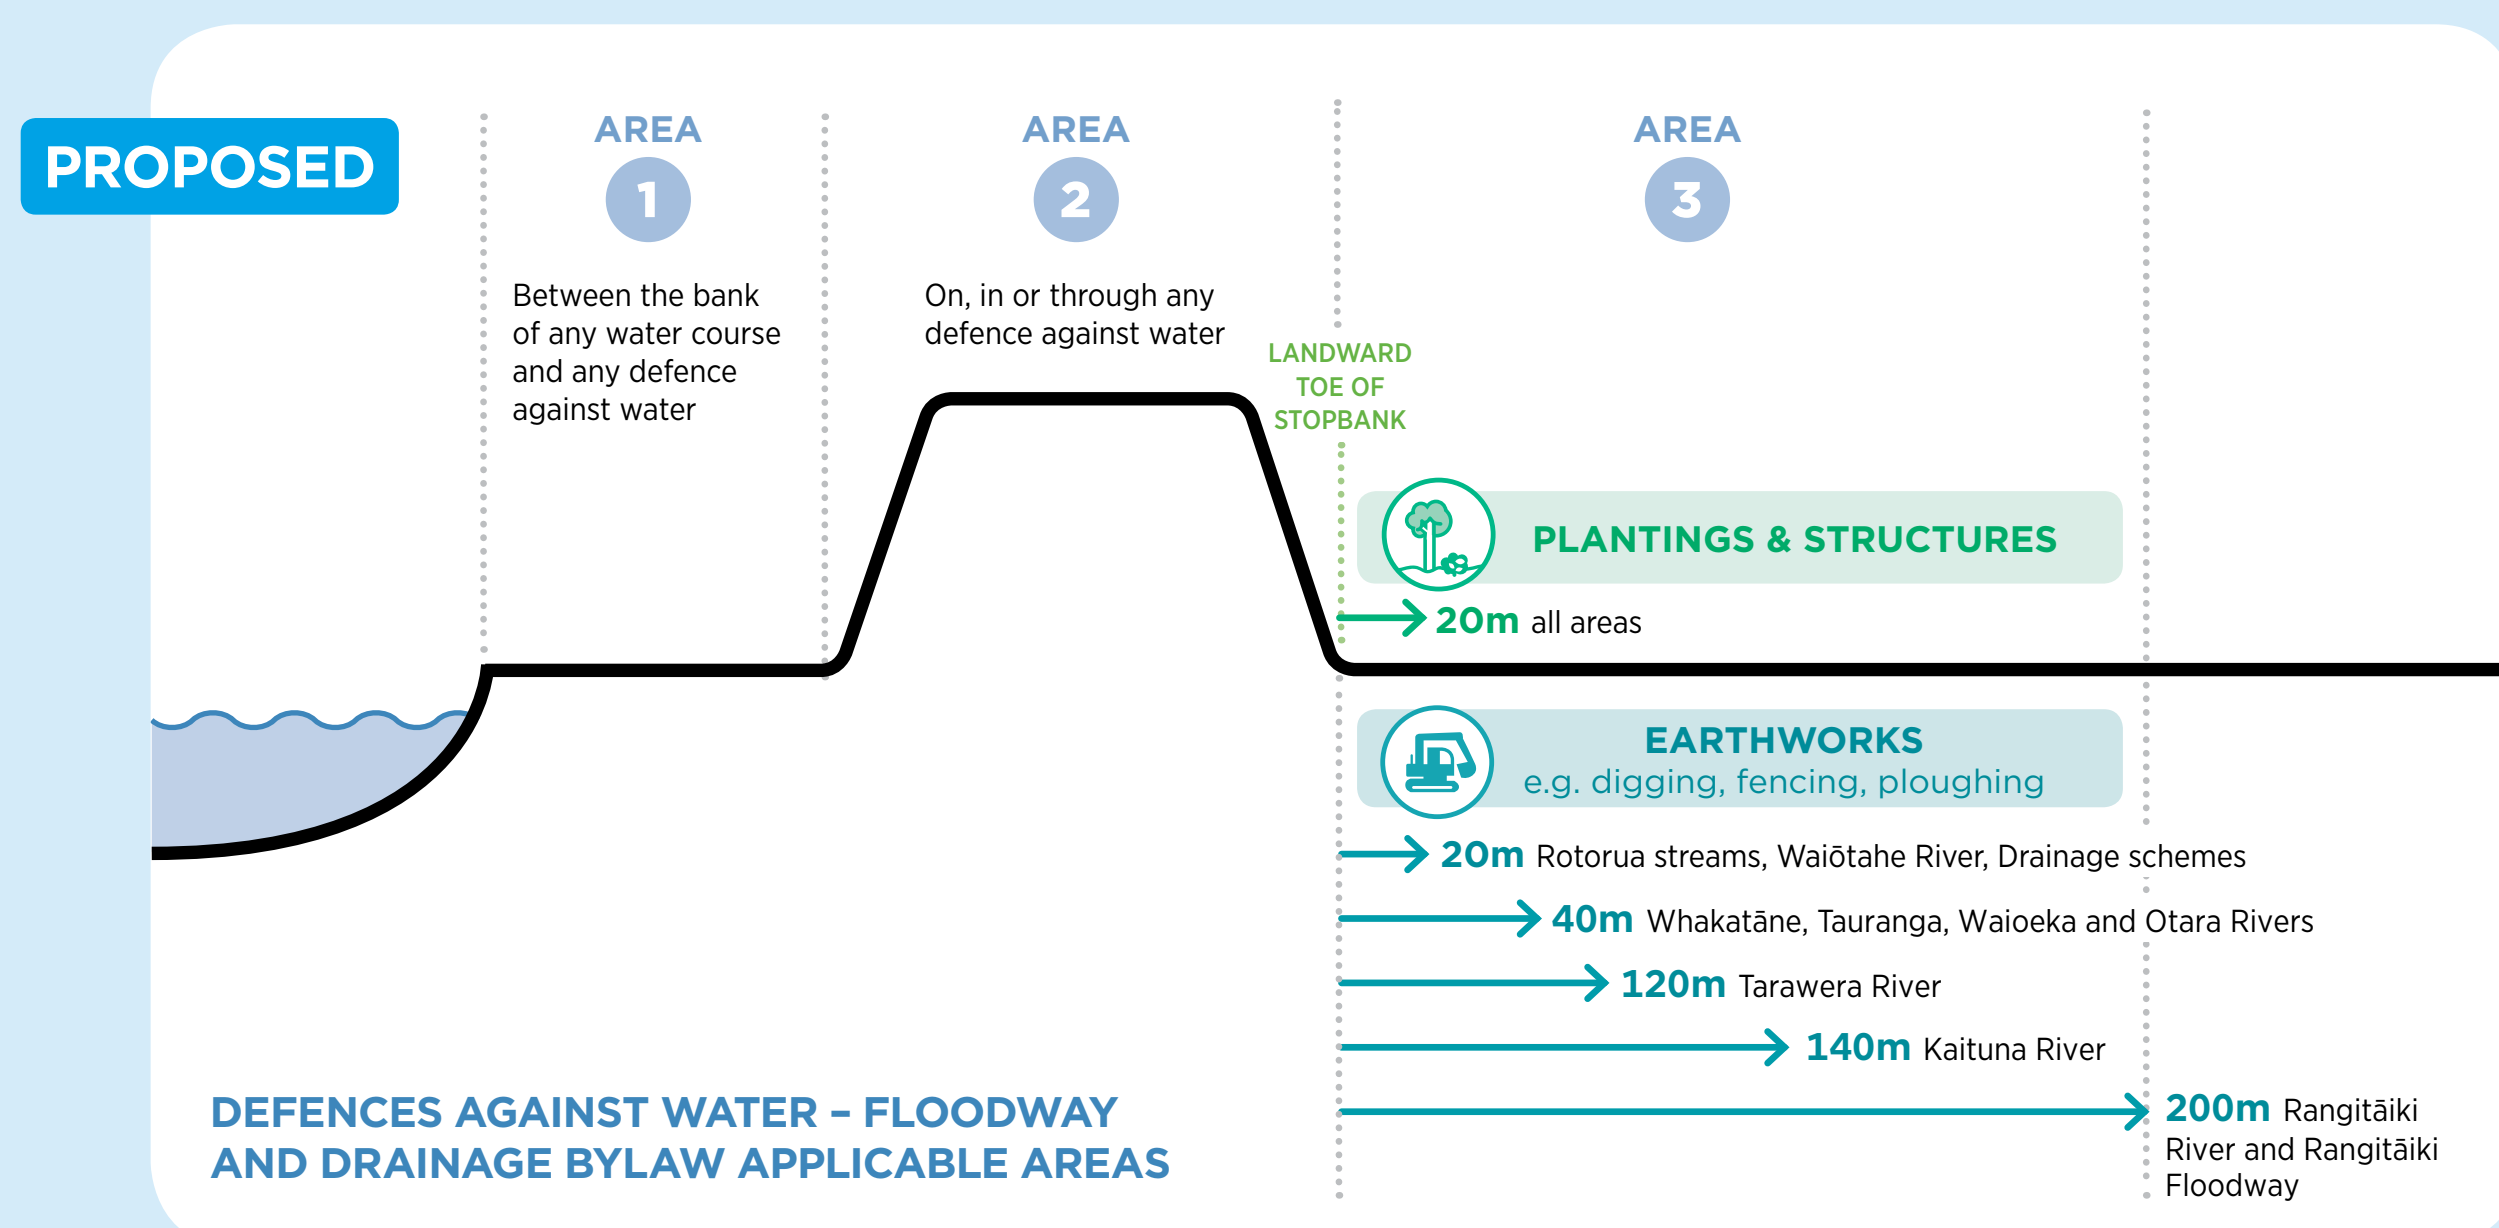 PROPOSED
AREA
1
Between the bank
of any water course
and any defence
against water
AREA
2
On, in or through any
defence against water
AREA
3
LANDWARD
TOE OF
STOPBANK
PLANTINGS & STRUCTURES
20m all areas
EARTHWORKS
e.g. digging, fencing, ploughing
20m Rotorua streams, Waiōtahe River, Drainage schemes
40m Whakatāne, Tauranga, Waioeka and Otara Rivers
120m Tarawera River
140m Kaituna River
200m Rangitāiki
River and Rangitāiki
Floodway
DEFENCES AGAINST WATER – FLOODWAY
AND DRAINAGE BYLAW APPLICABLE AREAS